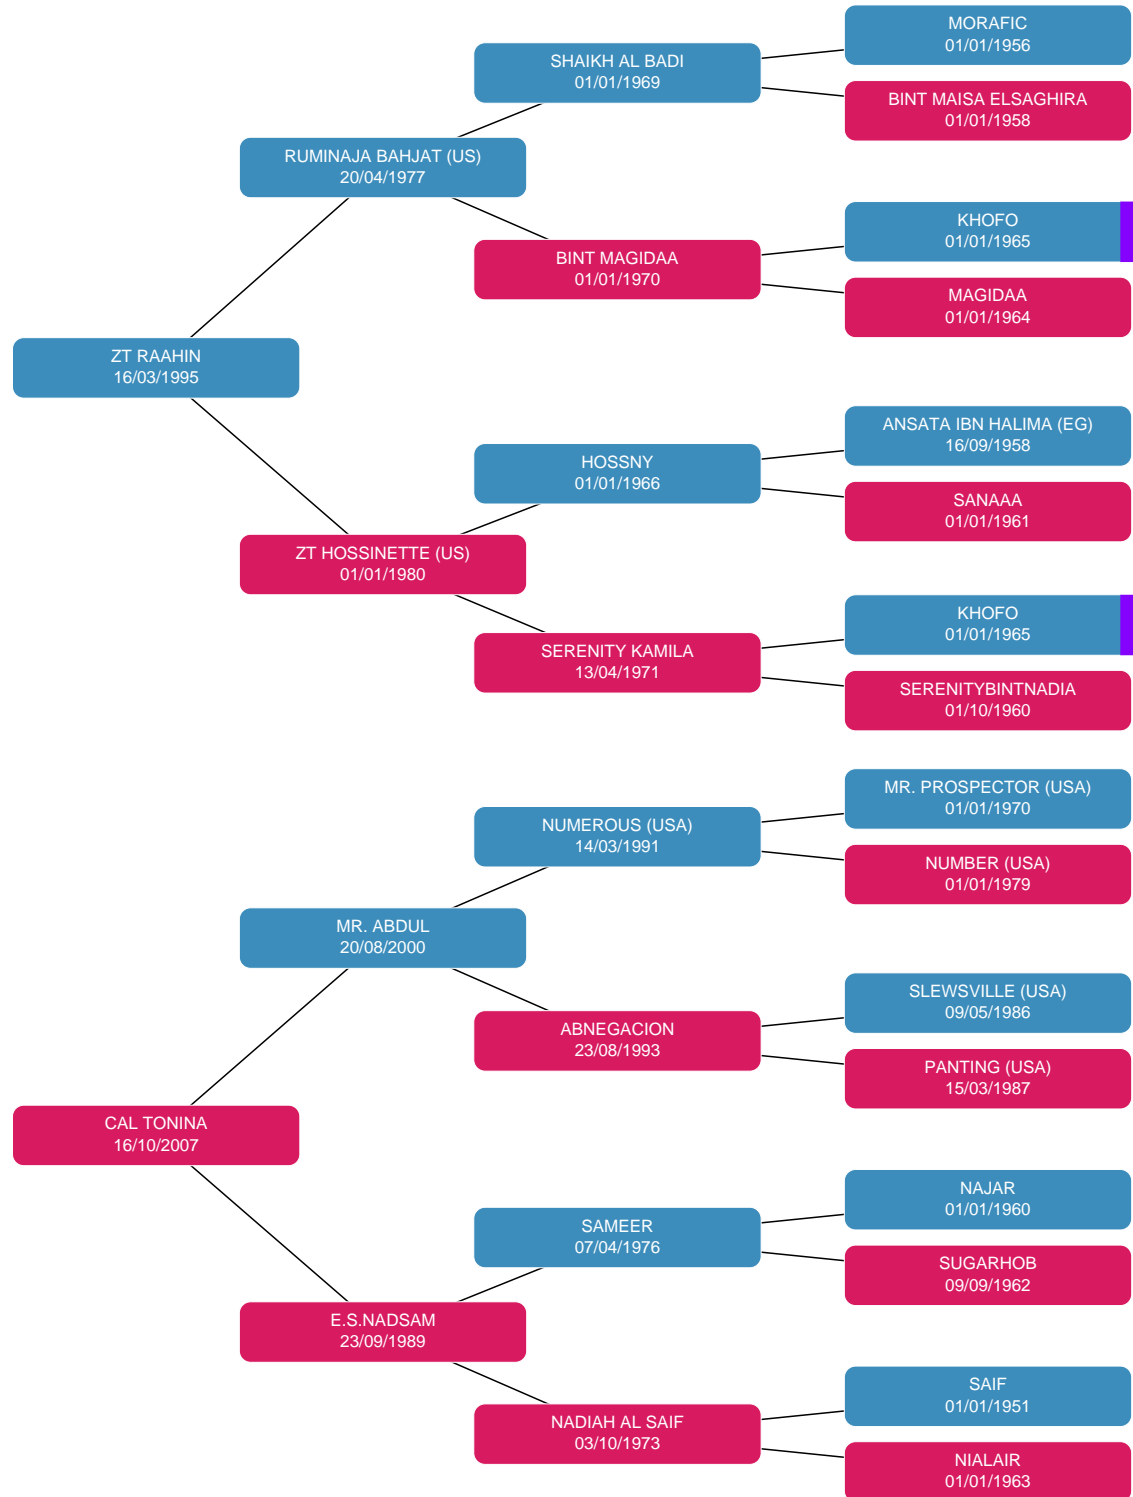 MORAFIC
01/01/1956
SHAIKH AL BADI
01/01/1969
BINT MAISA ELSAGHIRA
01/01/1958
RUMINAJA BAHJAT (US)
20/04/1977
KHOFO
01/01/1965
BINT MAGIDAA
01/01/1970
MAGIDAA
01/01/1964
ZT RAAHIN
16/03/1995
ANSATA IBN HALIMA (EG)
16/09/1958
HOSSNY
01/01/1966
SANAAA
01/01/1961
ZT HOSSINETTE (US)
01/01/1980
KHOFO
01/01/1965
SERENITY KAMILA
13/04/1971
SERENITYBINTNADIA
01/10/1960
MR. PROSPECTOR (USA)
01/01/1970
NUMEROUS (USA)
14/03/1991
NUMBER (USA)
01/01/1979
MR. ABDUL
20/08/2000
SLEWSVILLE (USA)
09/05/1986
ABNEGACION
23/08/1993
PANTING (USA)
15/03/1987
CAL TONINA
16/10/2007
NAJAR
01/01/1960
SAMEER
07/04/1976
SUGARHOB
09/09/1962
E.S.NADSAM
23/09/1989
SAIF
01/01/1951
NADIAH AL SAIF
03/10/1973
NIALAIR
01/01/1963